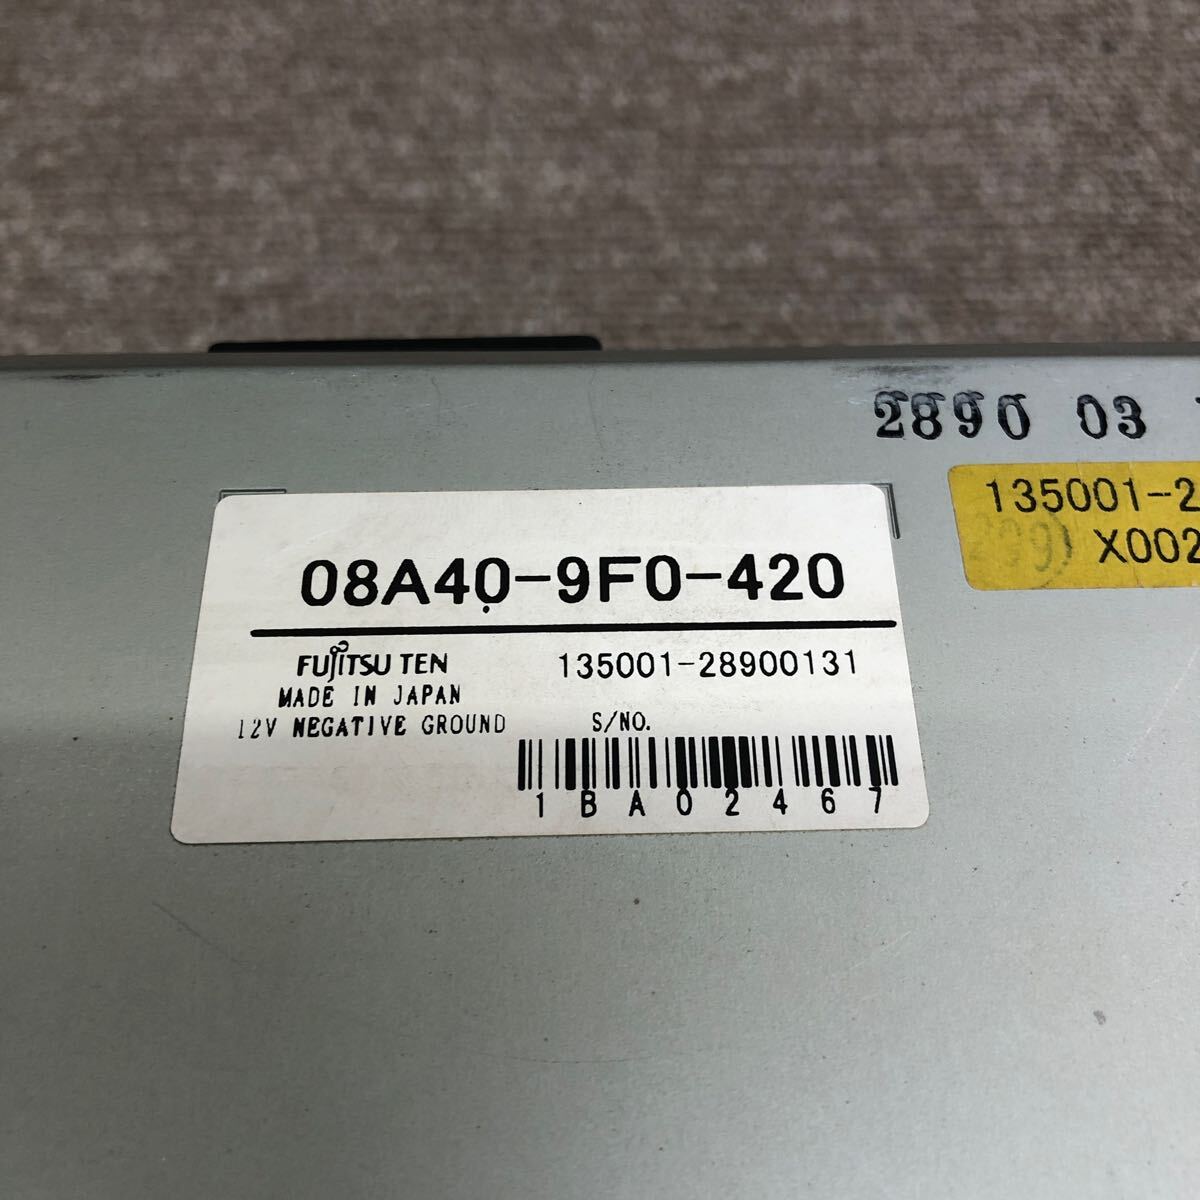 2890 03
135001-2
X002
08A40-9F0-420
FUJITSU TEN 135001-28900131
MADE IN JAPAN
12V NEGATIVE GROUND S/NO.
1BA02467